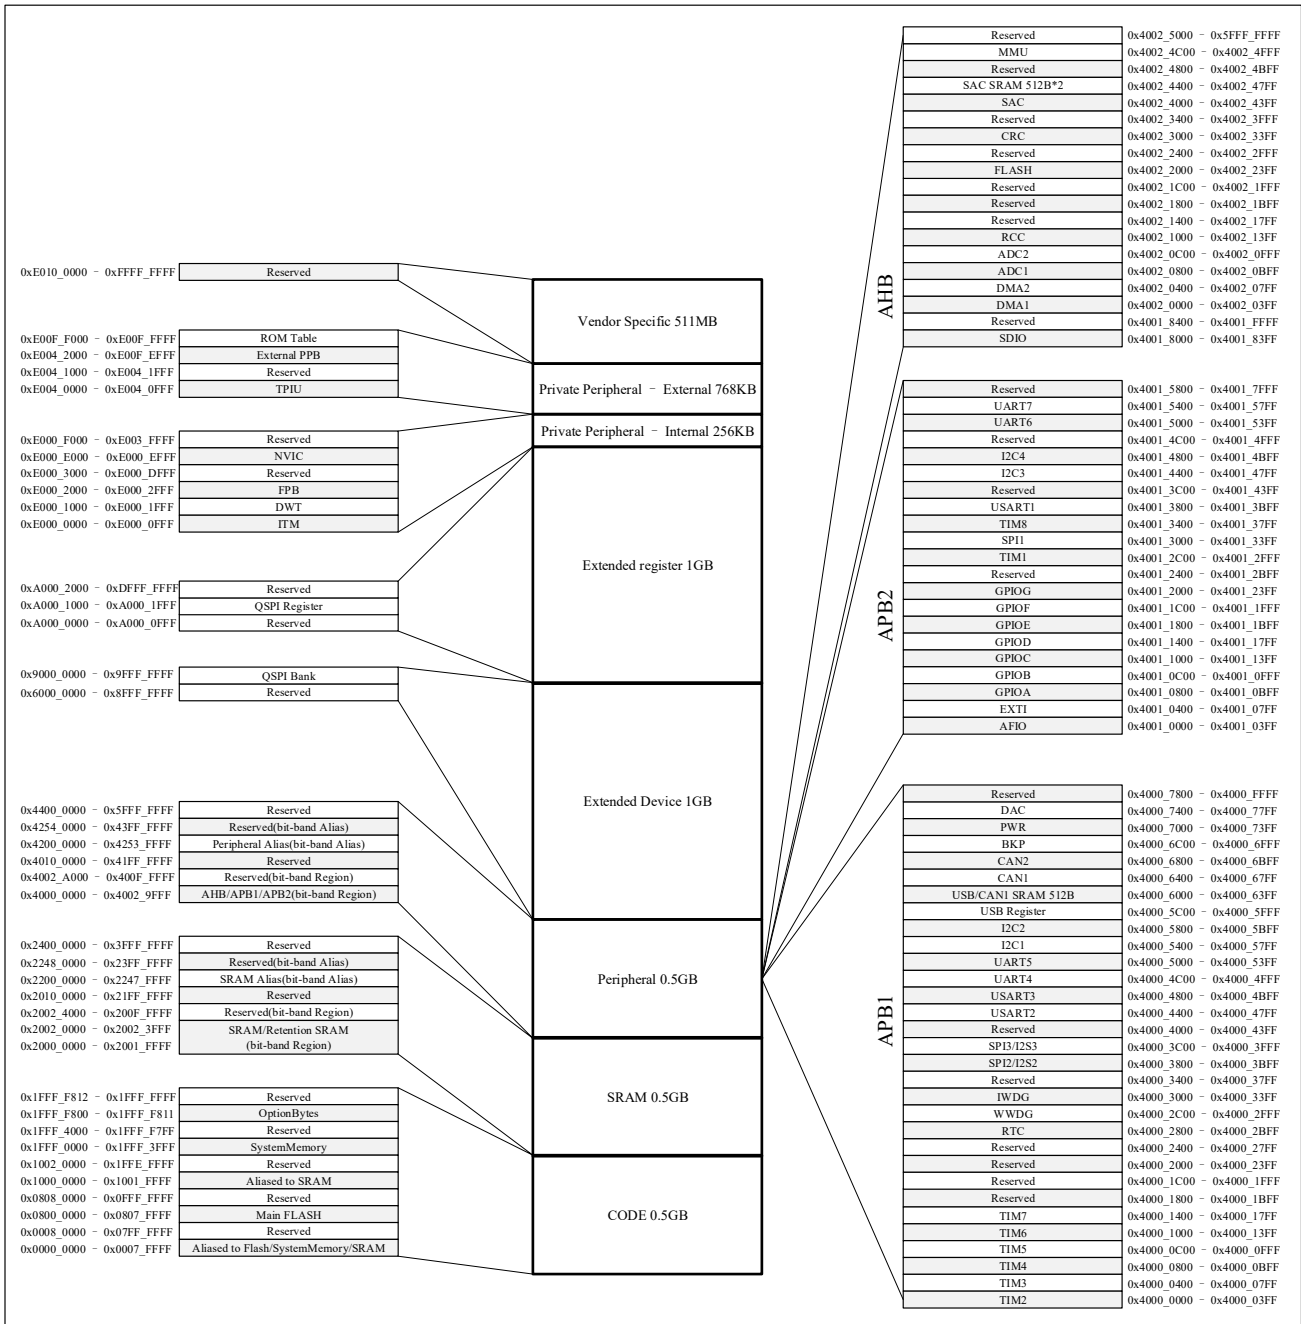 0xE010_0000 - 0xFFFF_FFFF Reserved
0xE00F_F000 - 0xE00F_FFFF ROM Table
0xE004_2000 - 0xE00F_EFFF External PPB
0xE004_1000 - 0xE004_1FFF Reserved
0xE004_0000 - 0xE004_0FFF TPIU
0xE000_F000 - 0xE003_FFFF Reserved
0xE000_E000 - 0xE000_EFFF NVIC
0xE000_3000 - 0xE000_DFFF Reserved
0xE000_2000 - 0xE000_2FFF FPB
0xE000_1000 - 0xE000_1FFF DWT
0xE000_0000 - 0xE000_0FFF ITM
0xA000_2000 - 0xDFFF_FFFF Reserved
0xA000_1000 - 0xA000_1FFF QSPI Register
0xA000_0000 - 0xA000_0FFF Reserved
0x9000_0000 - 0x9FFF_FFFF QSPI Bank
0x6000_0000 - 0x8FFF_FFFF Reserved
0x4400_0000 - 0x5FFF_FFFF Reserved
0x4254_0000 - 0x43FF_FFFF Reserved(bit-band Alias)
0x4200_0000 - 0x4253_FFFF Peripheral Alias(bit-band Alias)
0x4010_0000 - 0x41FF_FFFF Reserved
0x4002_A000 - 0x400F_FFFF Reserved(bit-band Region)
0x4000_0000 - 0x4002_9FFF AHB/APB1/APB2(bit-band Region)
0x2400_0000 - 0x3FFF_FFFF Reserved
0x2248_0000 - 0x23FF_FFFF Reserved(bit-band Alias)
0x2200_0000 - 0x2247_FFFF SRAM Alias(bit-band Alias)
0x2010_0000 - 0x21FF_FFFF Reserved
0x2002_4000 - 0x200F_FFFF Reserved(bit-band Region)
0x2002_0000 - 0x2002_3FFF SRAM/Retention SRAM
0x2000_0000 - 0x2001_FFFF (bit-band Region)
0x1FFF_F812 - 0x1FFF_FFFF Reserved
0x1FFF_F800 - 0x1FFF_F811 OptionBytes
0x1FFF_4000 - 0x1FFF_F7FF Reserved
0x1FFF_0000 - 0x1FFF_3FFF SystemMemory
0x1002_0000 - 0x1FFE_FFFF Reserved
0x1000_0000 - 0x1001_FFFF Aliased to SRAM
0x0808_0000 - 0x0FFF_FFFF Reserved
0x0800_0000 - 0x0807_FFFF Main FLASH
0x0008_0000 - 0x07FF_FFFF Reserved
0x0000_0000 - 0x0007_FFFF Aliased to Flash/SystemMemory/SRAM
Vendor Specific 511MB
Private Peripheral - External 768KB
Private Peripheral - Internal 256KB
Extended register 1GB
Extended Device 1GB
Peripheral 0.5GB
SRAM 0.5GB
CODE 0.5GB
AHB
Reserved 0x4002_5000 - 0x5FFF_FFFF
MMU 0x4002_4C00 - 0x4002_4FFF
Reserved 0x4002_4800 - 0x4002_4BFF
SAC SRAM 512B*2 0x4002_4400 - 0x4002_47FF
SAC 0x4002_4000 - 0x4002_43FF
Reserved 0x4002_3400 - 0x4002_3FFF
CRC 0x4002_3000 - 0x4002_33FF
Reserved 0x4002_2400 - 0x4002_2FFF
FLASH 0x4002_2000 - 0x4002_23FF
Reserved 0x4002_1C00 - 0x4002_1FFF
Reserved 0x4002_1800 - 0x4002_1BFF
Reserved 0x4002_1400 - 0x4002_17FF
RCC 0x4002_1000 - 0x4002_13FF
ADC2 0x4002_0C00 - 0x4002_0FFF
ADC1 0x4002_0800 - 0x4002_0BFF
DMA2 0x4002_0400 - 0x4002_07FF
DMA1 0x4002_0000 - 0x4002_03FF
Reserved 0x4001_8400 - 0x4001_FFFF
SDIO 0x4001_8000 - 0x4001_83FF
APB2
Reserved 0x4001_5800 - 0x4001_7FFF
UART7 0x4001_5400 - 0x4001_57FF
UART6 0x4001_5000 - 0x4001_53FF
Reserved 0x4001_4C00 - 0x4001_4FFF
I2C4 0x4001_4800 - 0x4001_4BFF
I2C3 0x4001_4400 - 0x4001_47FF
Reserved 0x4001_3C00 - 0x4001_43FF
USART1 0x4001_3800 - 0x4001_3BFF
TIM8 0x4001_3400 - 0x4001_37FF
SPI1 0x4001_3000 - 0x4001_33FF
TIM1 0x4001_2C00 - 0x4001_2FFF
Reserved 0x4001_2400 - 0x4001_2BFF
GPIOG 0x4001_2000 - 0x4001_23FF
GPIOF 0x4001_1C00 - 0x4001_1FFF
GPIOE 0x4001_1800 - 0x4001_1BFF
GPIOD 0x4001_1400 - 0x4001_17FF
GPIOC 0x4001_1000 - 0x4001_13FF
GPIOB 0x4001_0C00 - 0x4001_0FFF
GPIOA 0x4001_0800 - 0x4001_0BFF
EXTI 0x4001_0400 - 0x4001_07FF
AFIO 0x4001_0000 - 0x4001_03FF
APB1
Reserved 0x4000_7800 - 0x4000_FFFF
DAC 0x4000_7400 - 0x4000_77FF
PWR 0x4000_7000 - 0x4000_73FF
BKP 0x4000_6C00 - 0x4000_6FFF
CAN2 0x4000_6800 - 0x4000_6BFF
CAN1 0x4000_6400 - 0x4000_67FF
USB/CAN1 SRAM 512B 0x4000_6000 - 0x4000_63FF
USB Register 0x4000_5C00 - 0x4000_5FFF
I2C2 0x4000_5800 - 0x4000_5BFF
I2C1 0x4000_5400 - 0x4000_57FF
UART5 0x4000_5000 - 0x4000_53FF
UART4 0x4000_4C00 - 0x4000_4FFF
USART3 0x4000_4800 - 0x4000_4BFF
USART2 0x4000_4400 - 0x4000_47FF
Reserved 0x4000_4000 - 0x4000_43FF
SPI3/I2S3 0x4000_3C00 - 0x4000_3FFF
SPI2/I2S2 0x4000_3800 - 0x4000_3BFF
Reserved 0x4000_3400 - 0x4000_37FF
IWDG 0x4000_3000 - 0x4000_33FF
WWDG 0x4000_2C00 - 0x4000_2FFF
RTC 0x4000_2800 - 0x4000_2BFF
Reserved 0x4000_2400 - 0x4000_27FF
Reserved 0x4000_2000 - 0x4000_23FF
Reserved 0x4000_1C00 - 0x4000_1FFF
Reserved 0x4000_1800 - 0x4000_1BFF
TIM7 0x4000_1400 - 0x4000_17FF
TIM6 0x4000_1000 - 0x4000_13FF
TIM5 0x4000_0C00 - 0x4000_0FFF
TIM4 0x4000_0800 - 0x4000_0BFF
TIM3 0x4000_0400 - 0x4000_07FF
TIM2 0x4000_0000 - 0x4000_03FF